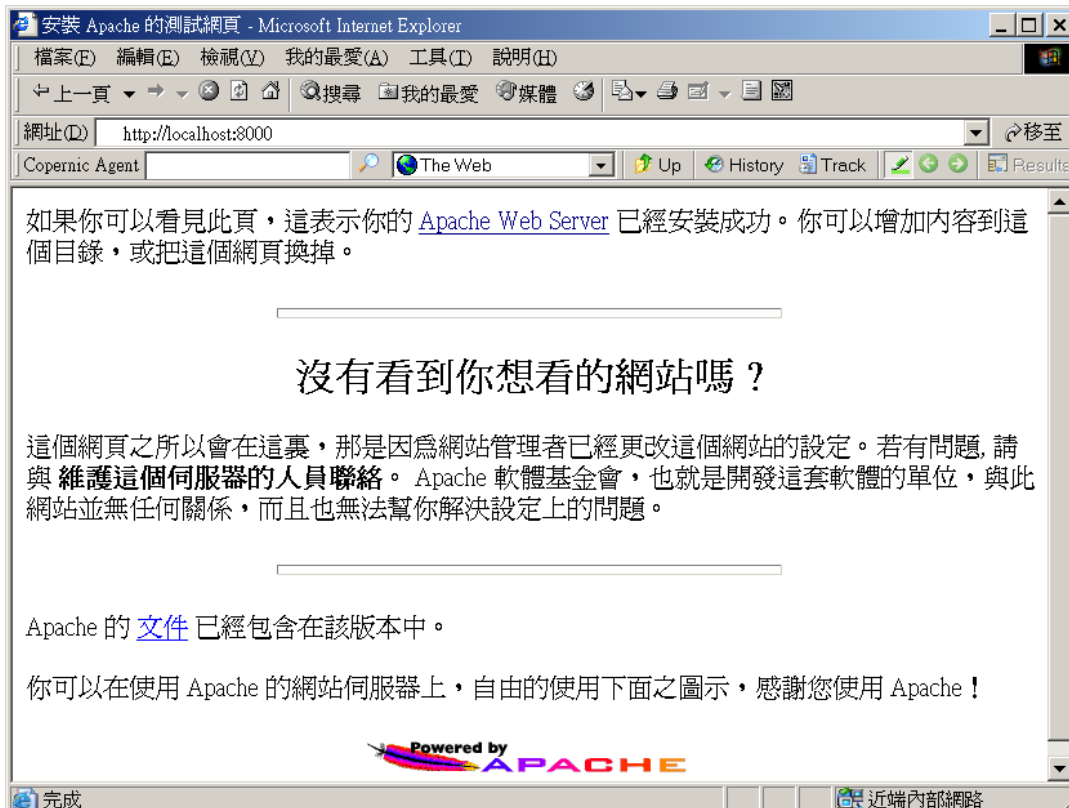 安裝 Apache 的測試網頁 - Microsoft Internet Explorer
檔案(F) 編輯(E) 檢視(V) 我的最愛(A) 工具(T) 說明(H)
上一頁 搜尋 我的最愛 媒體
網址(D) http://localhost:8000 移至
Copernic Agent The Web Up History Track Results
如果你可以看見此頁，這表示你的 Apache Web Server 已經安裝成功。你可以增加內容到這
個目錄，或把這個網頁換掉。
沒有看到你想看的網站嗎？
這個網頁之所以會在這裏，那是因為網站管理者已經更改這個網站的設定。若有問題, 請
與 維護這個伺服器的人員聯絡。 Apache 軟體基金會，也就是開發這套軟體的單位，與此
網站並無任何關係，而且也無法幫你解決設定上的問題。
Apache 的 文件 已經包含在該版本中。
你可以在使用 Apache 的網站伺服器上，自由的使用下面之圖示，感謝您使用 Apache！
Powered by
APACHE
完成 近端內部網路